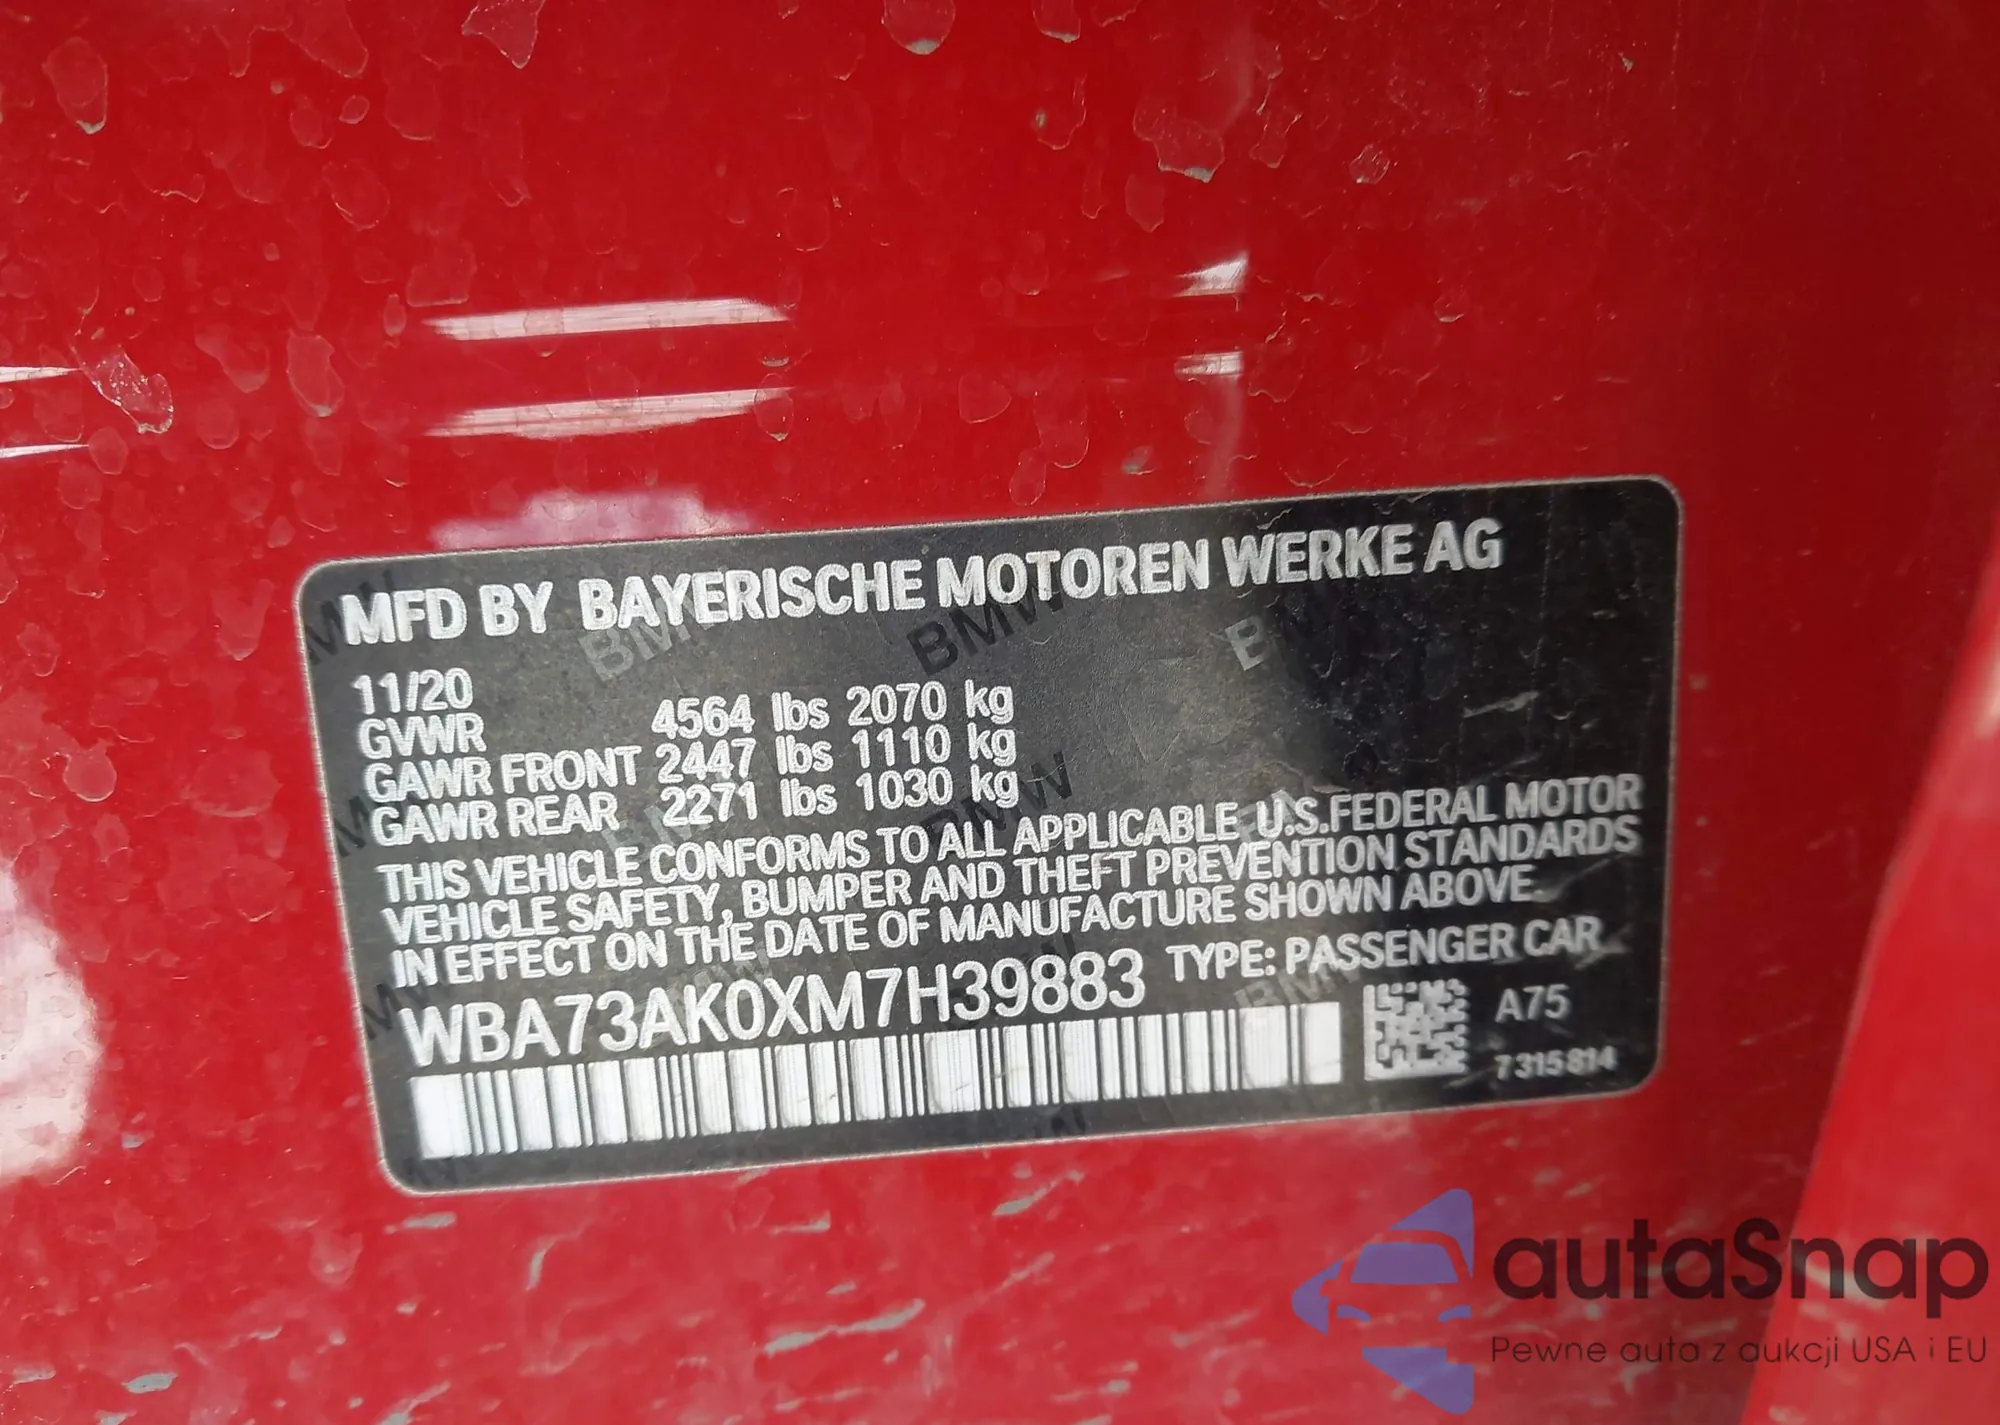 MFD BY BAYERISCHE MOTOREN WERKE AG
11/20
GVWR 4564 lbs 2070 kg
GAWR FRONT 2447 lbs 1110 kg
GAWR REAR 2271 lbs 1030 kg
THIS VEHICLE CONFORMS TO ALL APPLICABLE U.S.FEDERAL MOTOR
VEHICLE SAFETY, BUMPER AND THEFT PREVENTION STANDARDS
IN EFFECT ON THE DATE OF MANUFACTURE SHOWN ABOVE.
WBA73AK0XM7H39883 TYPE: PASSENGER CAR
A75
7315814
autaSnap
Pewne auta z aukcji USA i EU